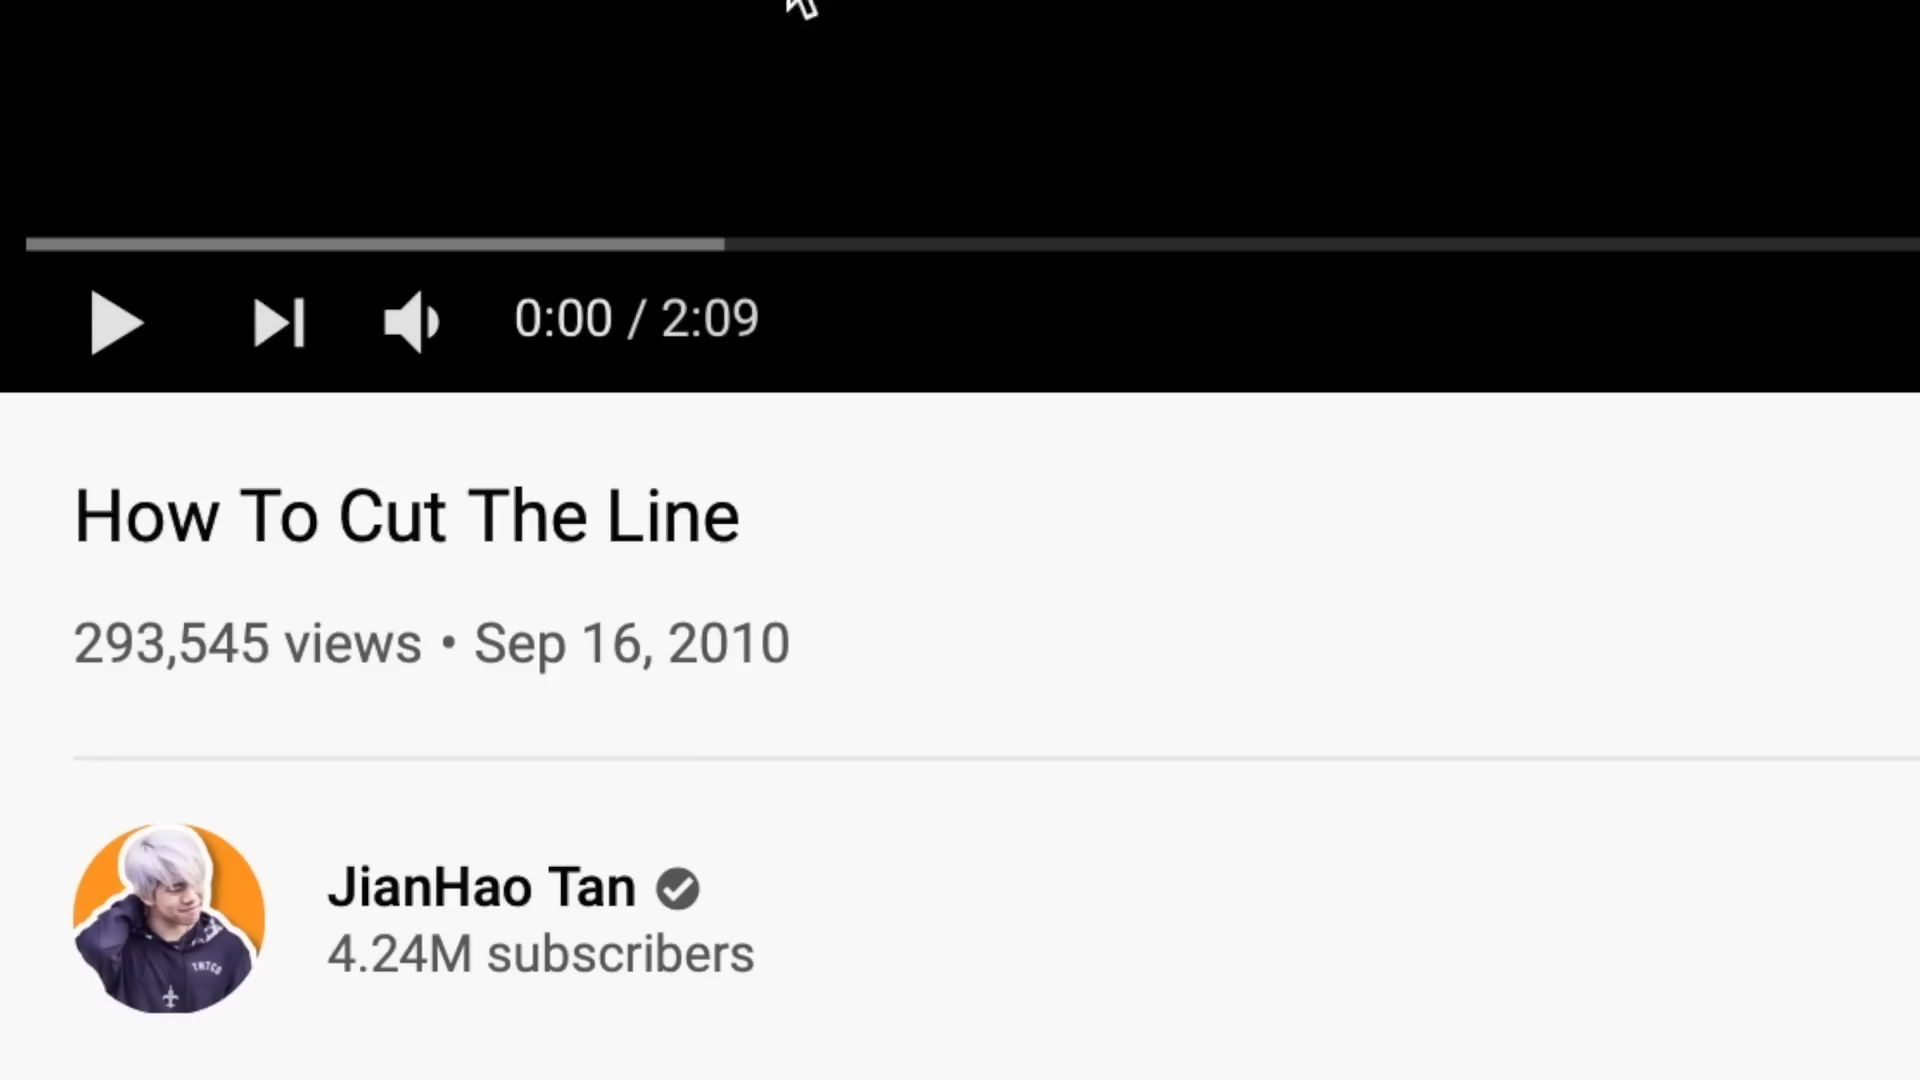 0:00 / 2:09
How To Cut The Line
293,545 views • Sep 16, 2010
JianHao Tan
4.24M subscribers
TNTCO